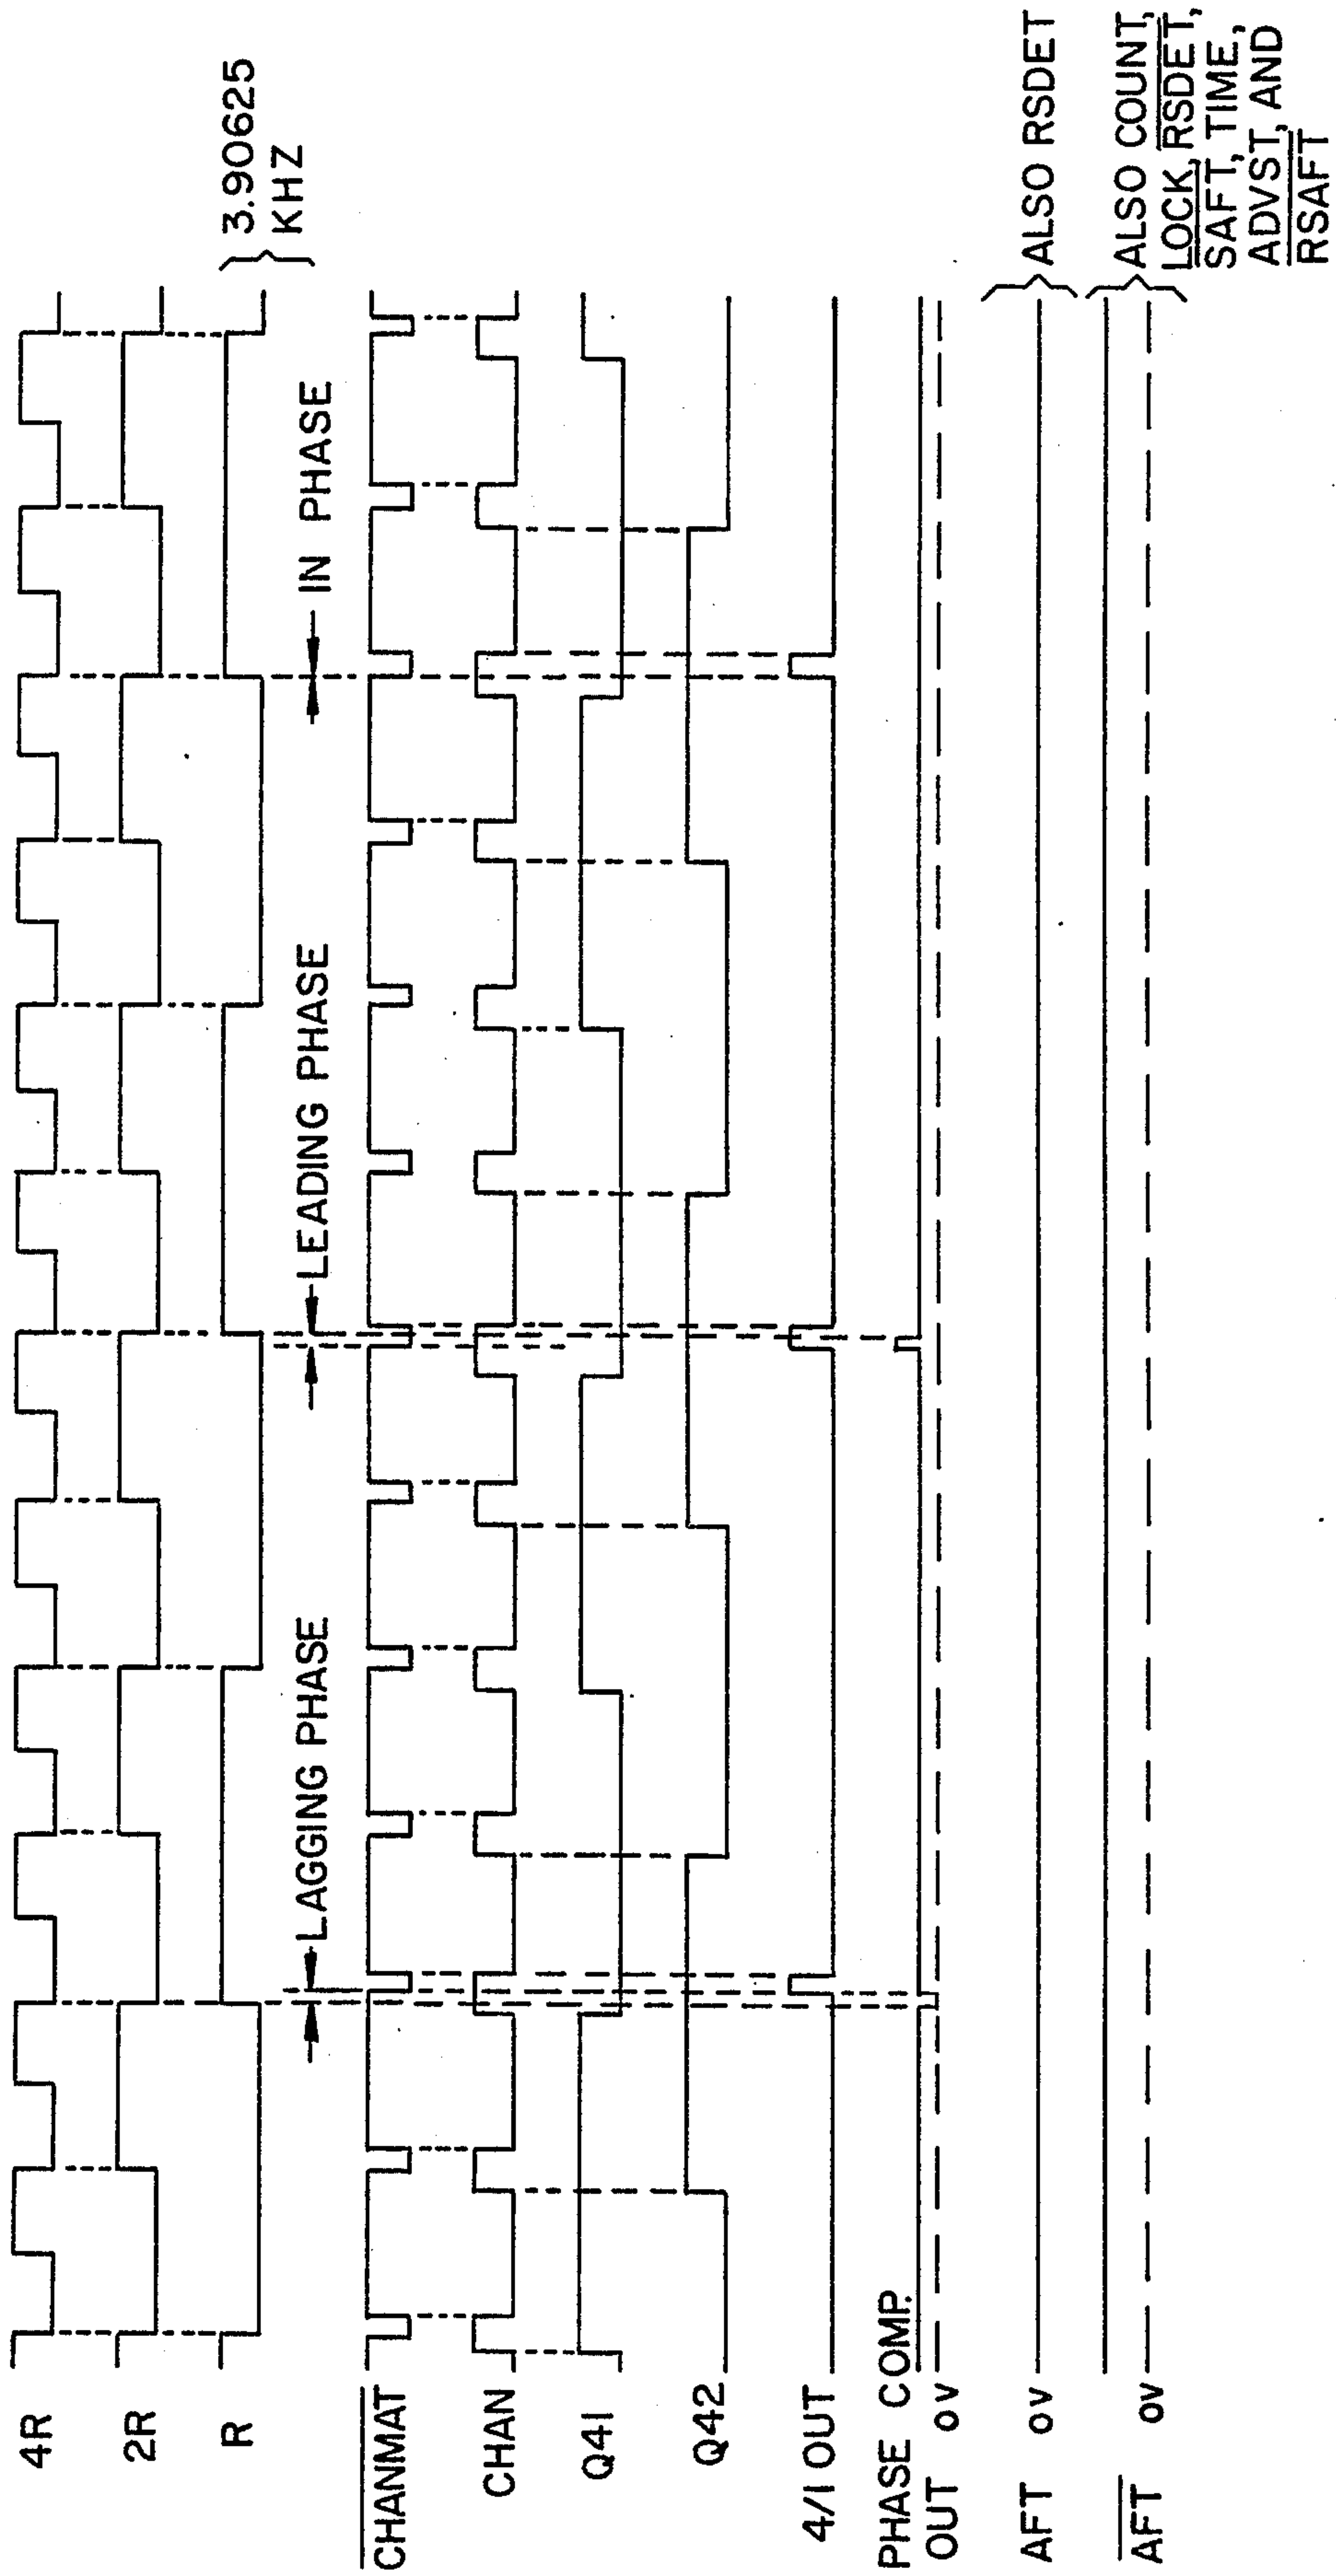 4R
2R
R
3.90625
KHZ
LAGGING PHASE
LEADING PHASE
IN PHASE
CHANMAT
CHAN
Q41
Q42
4/1 OUT
PHASE COMP.
OUT 0V
AFT 0V
ALSO RSDET
AFT 0V
ALSO COUNT,
LOCK, RSDET,
SAFT, TIME,
ADVST, AND
RSAFT